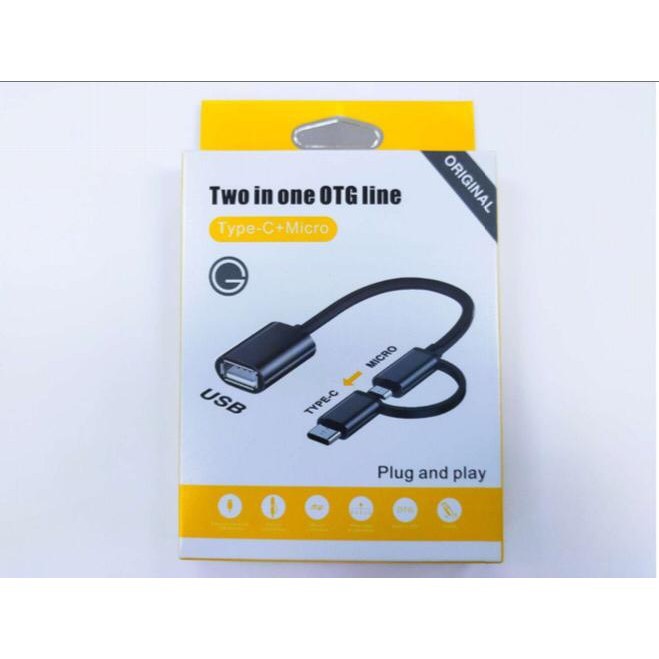 ORIGINAL
Two in one OTG line
Type-C+Micro
MICRO
TYPE-C
USB
Plug and play
OTG